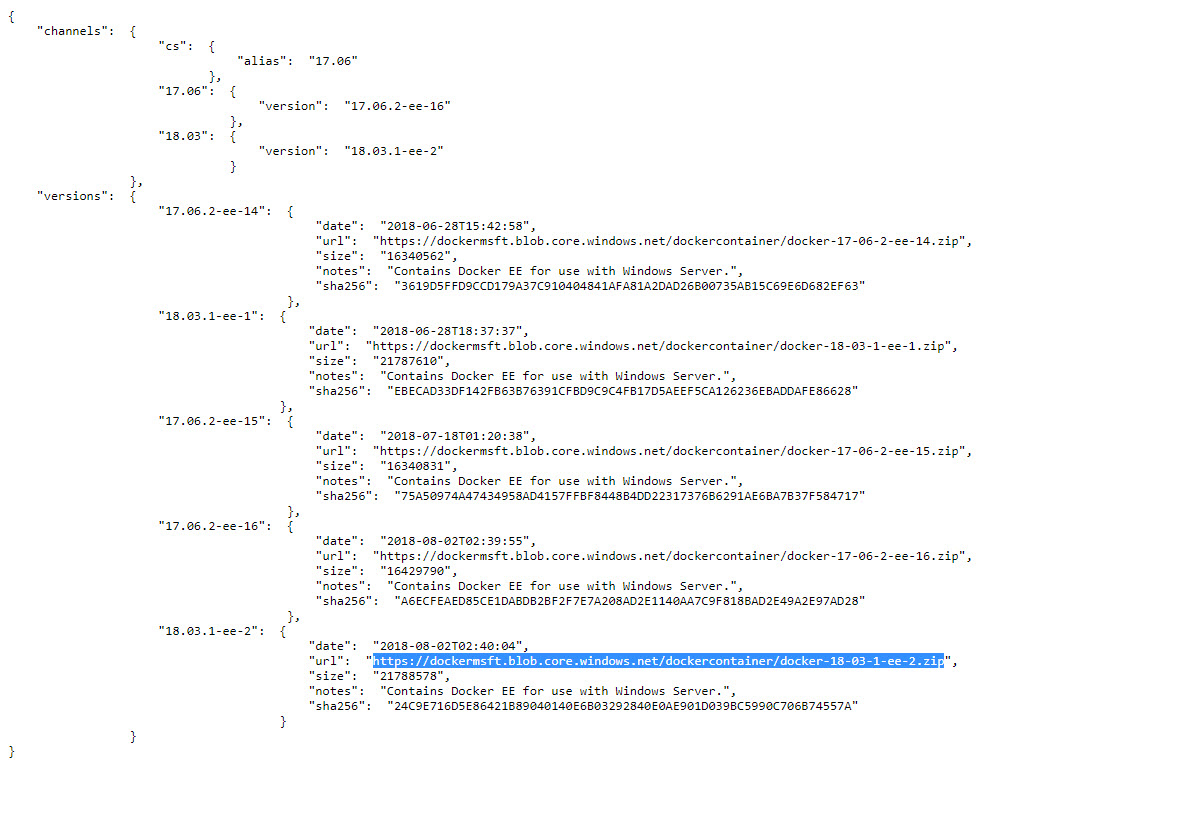 {
"channels": {
"cs": {
"alias": "17.06"
},
"17.06": {
"version": "17.06.2-ee-16"
},
"18.03": {
"version": "18.03.1-ee-2"
}
},
"versions": {
"17.06.2-ee-14": {
"date": "2018-06-28T15:42:58",
"url": "https://dockermsft.blob.core.windows.net/dockercontainer/docker-17-06-2-ee-14.zip",
"size": "16340562",
"notes": "Contains Docker EE for use with Windows Server.",
"sha256": "3619D5FFD9CCD179A37C910404841AFA81A2DAD26B00735AB15C69E6D682EF63"
},
"18.03.1-ee-1": {
"date": "2018-06-28T18:37:37",
"url": "https://dockermsft.blob.core.windows.net/dockercontainer/docker-18-03-1-ee-1.zip",
"size": "21787610",
"notes": "Contains Docker EE for use with Windows Server.",
"sha256": "EBECAD33DF142FB63B76391CFBD9C9C4FB17D5AEEF5CA126236EBADDAFE86628"
},
"17.06.2-ee-15": {
"date": "2018-07-18T01:20:38",
"url": "https://dockermsft.blob.core.windows.net/dockercontainer/docker-17-06-2-ee-15.zip",
"size": "16340831",
"notes": "Contains Docker EE for use with Windows Server.",
"sha256": "75A50974A47434958AD4157FFBF8448B4DD22317376B6291AE6BA7B37F584717"
},
"17.06.2-ee-16": {
"date": "2018-08-02T02:39:55",
"url": "https://dockermsft.blob.core.windows.net/dockercontainer/docker-17-06-2-ee-16.zip",
"size": "16429790",
"notes": "Contains Docker EE for use with Windows Server.",
"sha256": "A6ECFEAED85CE1DABDB2BF2F7E7A208AD2E1140AA7C9F818BAD2E49A2E97AD28"
},
"18.03.1-ee-2": {
"date": "2018-08-02T02:40:04",
"url": "https://dockermsft.blob.core.windows.net/dockercontainer/docker-18-03-1-ee-2.zip",
"size": "21788578",
"notes": "Contains Docker EE for use with Windows Server.",
"sha256": "24C9E716D5E86421B89040140E6B03292840E0AE901D039BC5990C706B74557A"
}
}
}